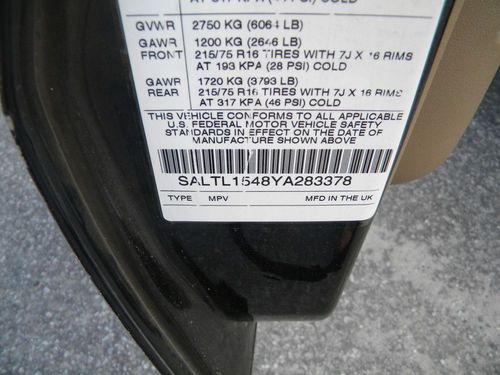 GVWR 2750 KG (6064 LB)
GAWR 1200 KG (2646 LB)
FRONT 215/75 R16 TIRES WITH 7J X 16 RIMS
AT 193 KPA (28 PSI) COLD
GAWR 1720 KG (3793 LB)
REAR 215/75 R16 TIRES WITH 7J X 16 RIMS
AT 317 KPA (46 PSI) COLD
THIS VEHICLE CONFORMS TO ALL APPLICABLE
U.S. FEDERAL MOTOR VEHICLE SAFETY
STANDARDS IN EFFECT ON THE DATE OF
MANUFACTURE SHOWN ABOVE
SALTL1548YA283378
TYPE MPV MFD IN THE UK